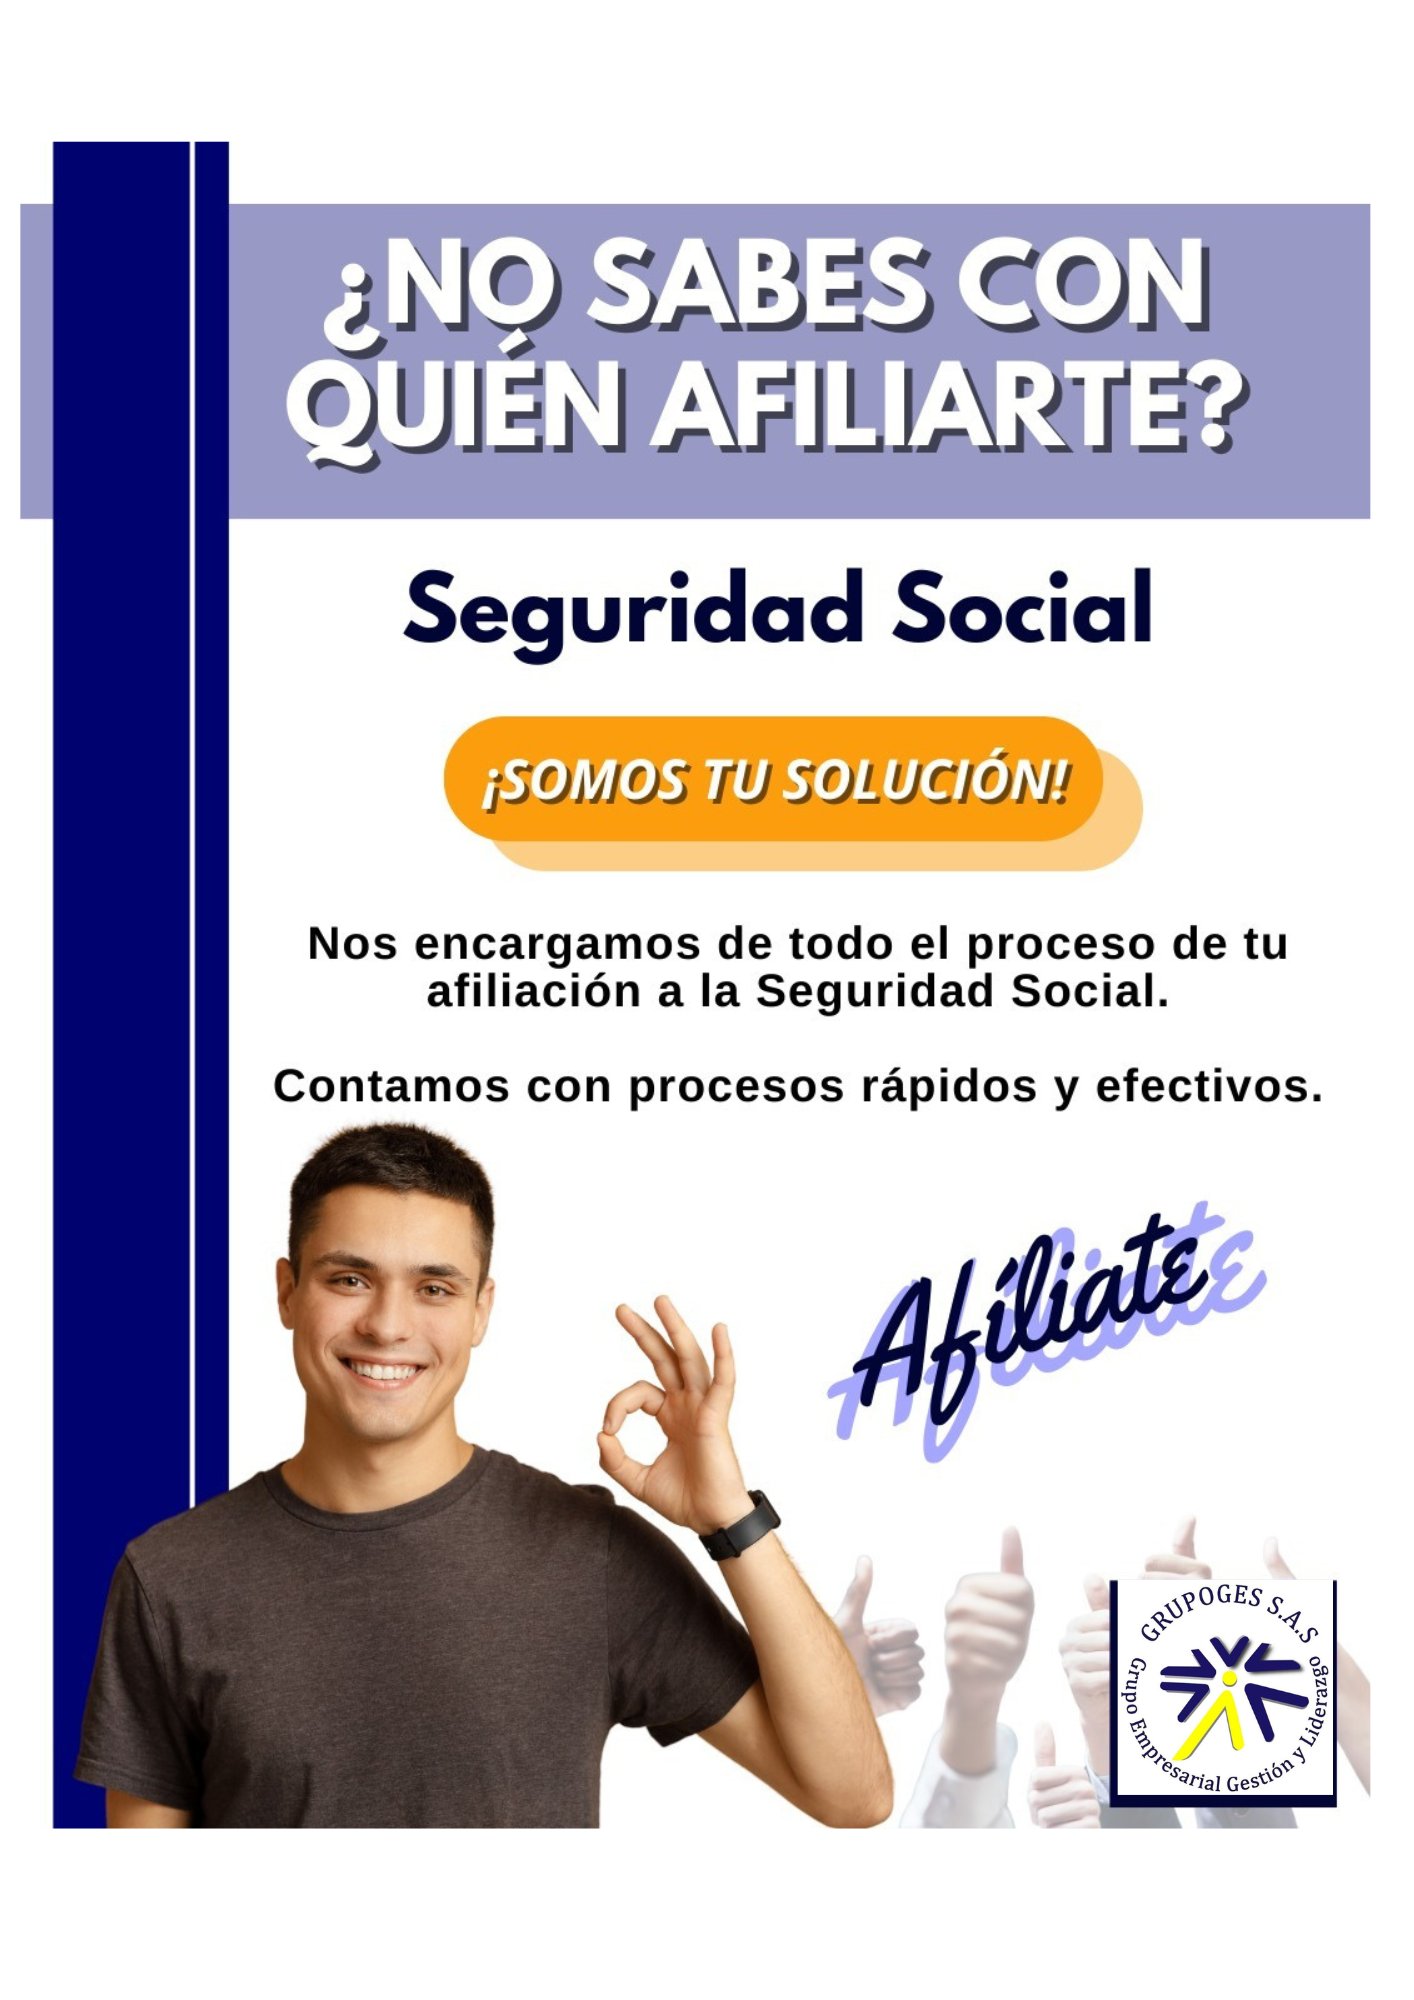 ¿NO SABES CON
QUIÉN AFILIARTE?
Seguridad Social
¡SOMOS TU SOLUCIÓN!
Nos encargamos de todo el proceso de tu
afiliación a la Seguridad Social.
Contamos con procesos rápidos y efectivos.
Afíliate
GRUPOGES S.A.S
Grupo Empresarial Gestión y Liderazgo